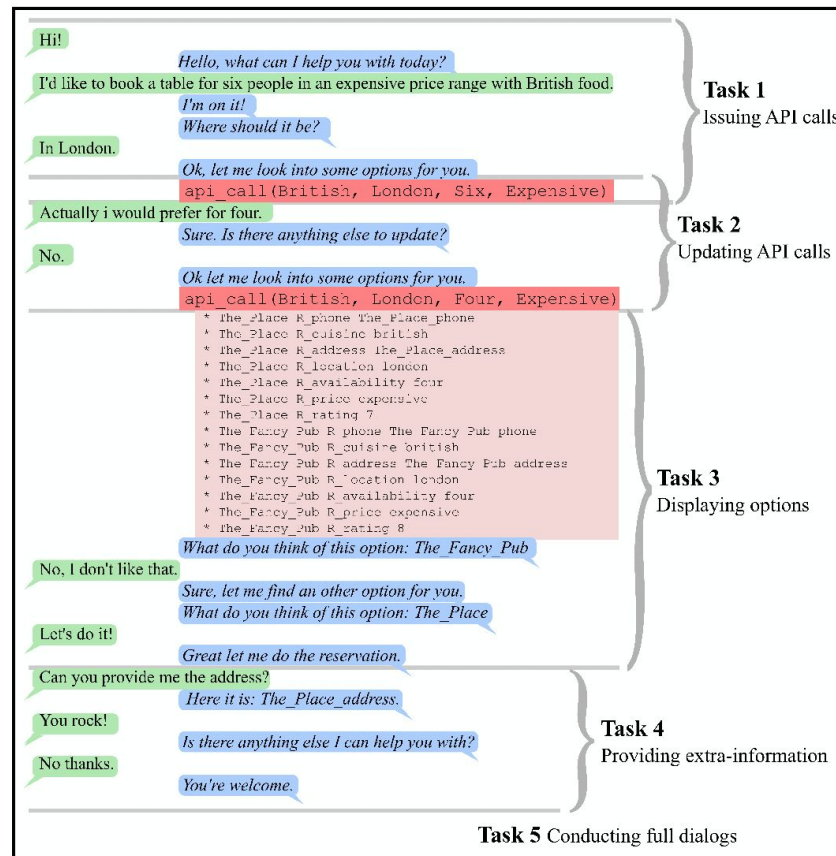 Hi!
Hello, what can I help you with today?
I'd like to book a table for six people in an expensive price range with British food.
I'm on it!
Where should it be?
In London.
Ok, let me look into some options for you.
api_call(British, London, Six, Expensive)
Task 1
Issuing API calls
Actually i would prefer for four.
Sure. Is there anything else to update?
No.
Ok let me look into some options for you.
api_call(British, London, Four, Expensive)
Task 2
Updating API calls
* The_Place R_phone The_Place_phone
* The_Place R_cuisine british
* The_Place R_address The_Place_address
* The_Place R_location london
* The_Place R_availability four
* The_Place R_price expensive
* The_Place R_rating 7
* The_Fancy_Pub R_phone The_Fancy_Pub_phone
* The_Fancy_Pub R_cuisine british
* The_Fancy_Pub R_address The_Fancy_Pub_address
* The_Fancy_Pub R_location london
* The_Fancy_Pub R_availability four
* The_Fancy_Pub R_price expensive
* The_Fancy_Pub R_rating 8
What do you think of this option: The_Fancy_Pub
No, I don't like that.
Sure, let me find an other option for you.
What do you think of this option: The_Place
Let's do it!
Great let me do the reservation.
Task 3
Displaying options
Can you provide me the address?
Here it is: The_Place_address.
You rock!
Is there anything else I can help you with?
No thanks.
You're welcome.
Task 4
Providing extra-information
Task 5 Conducting full dialogs